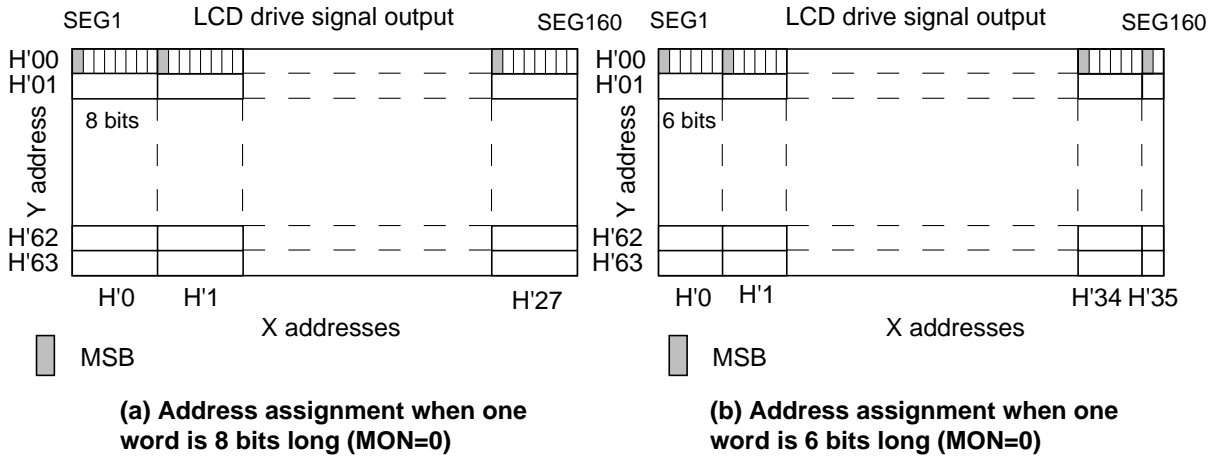 SEG1 LCD drive signal output SEG160
H'00
H'01
8 bits
Y address
H'62
H'63
H'0 H'1 H'27
X addresses
MSB
(a) Address assignment when one
word is 8 bits long (MON=0)
SEG1 LCD drive signal output SEG160
H'00
H'01
6 bits
Y address
H'62
H'63
H'0 H'1 H'34 H'35
X addresses
MSB
(b) Address assignment when one
word is 6 bits long (MON=0)